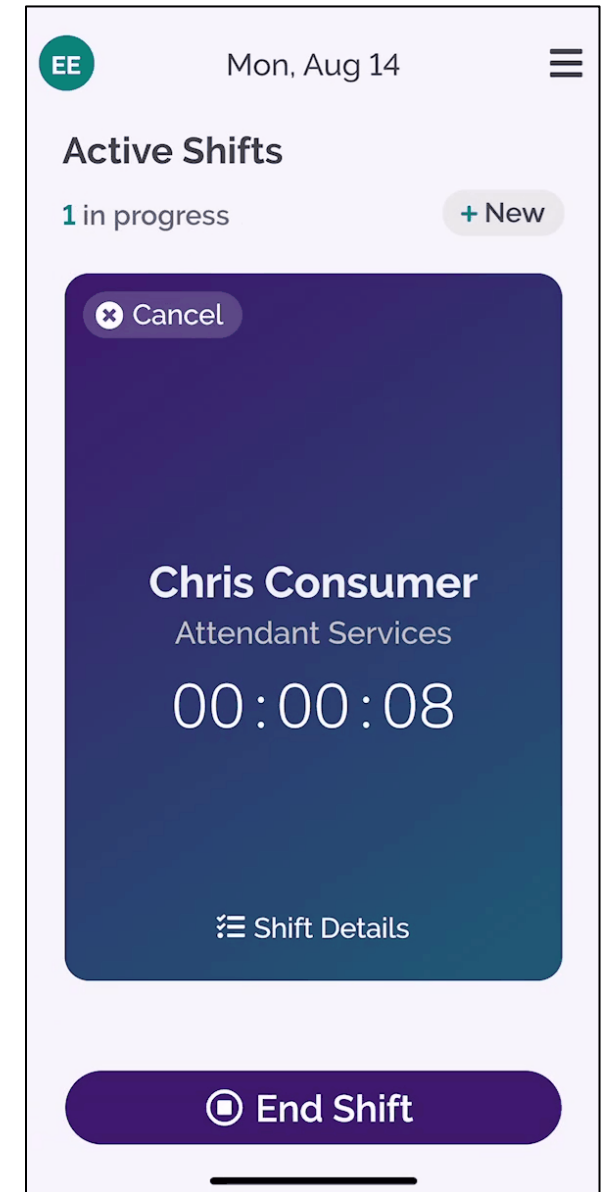 EE
Mon, Aug 14
Active Shifts
1 in progress
+ New
Cancel
Chris Consumer
Attendant Services
00:00:08
Shift Details
End Shift